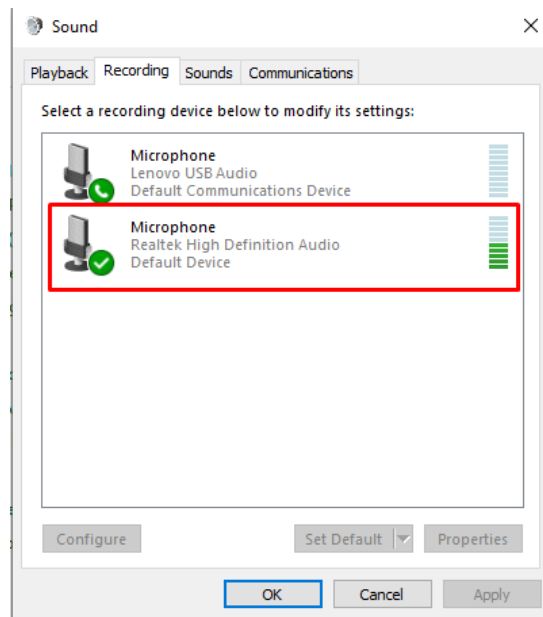 Sound
Playback Recording Sounds Communications
Select a recording device below to modify its settings:
Microphone
Lenovo USB Audio
Default Communications Device
Microphone
Realtek High Definition Audio
Default Device
Configure Set Default Properties
OK Cancel Apply